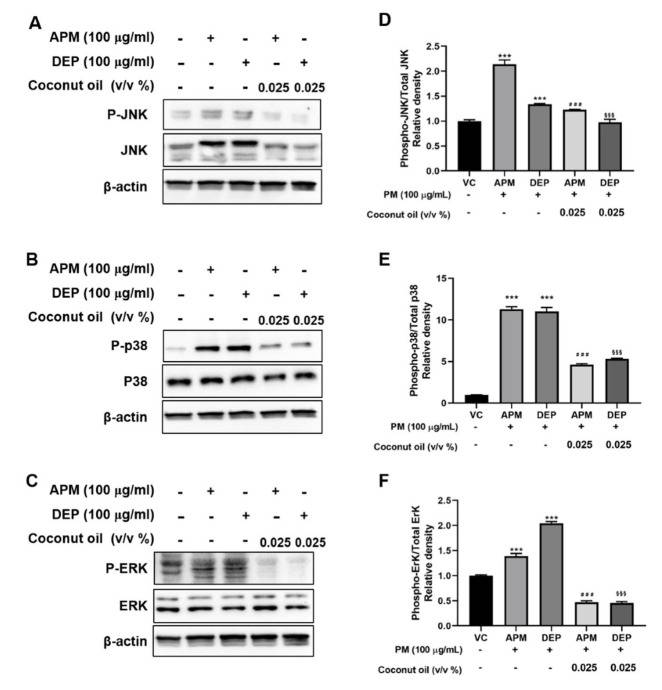 A
APM (100 μg/ml) - + - + -
DEP (100 μg/ml) - - + - +
Coconut oil (v/v %) - - - 0.025 0.025
P-JNK
JNK
β-actin
B
APM (100 μg/ml) - + - + -
DEP (100 μg/ml) - - + - +
Coconut oil (v/v %) - - - 0.025 0.025
P-p38
P38
β-actin
C
APM (100 μg/ml) - + - + -
DEP (100 μg/ml) - - + - +
Coconut oil (v/v %) - - - 0.025 0.025
P-ERK
ERK
β-actin
D
Phospho-JNK/Total JNK
Relative density
2.5
2.0
1.5
1.0
0.5
0.0
*** *** ### §§§
VC APM DEP APM DEP
PM (100 μg/mL) - + + + +
Coconut oil (v/v %) - - - 0.025 0.025
E
Phospho-p38/Total p38
Relative density
15
10
5
0
*** *** ### §§§
VC APM DEP APM DEP
PM (100 μg/mL) - + + + +
Coconut oil (v/v %) - - - 0.025 0.025
F
Phospho-ErK/Total ErK
Relative density
2.5
2.0
1.5
1.0
0.5
0.0
*** *** ### §§§
VC APM DEP APM DEP
PM (100 μg/mL) - + + + +
Coconut oil (v/v %) - - - 0.025 0.025